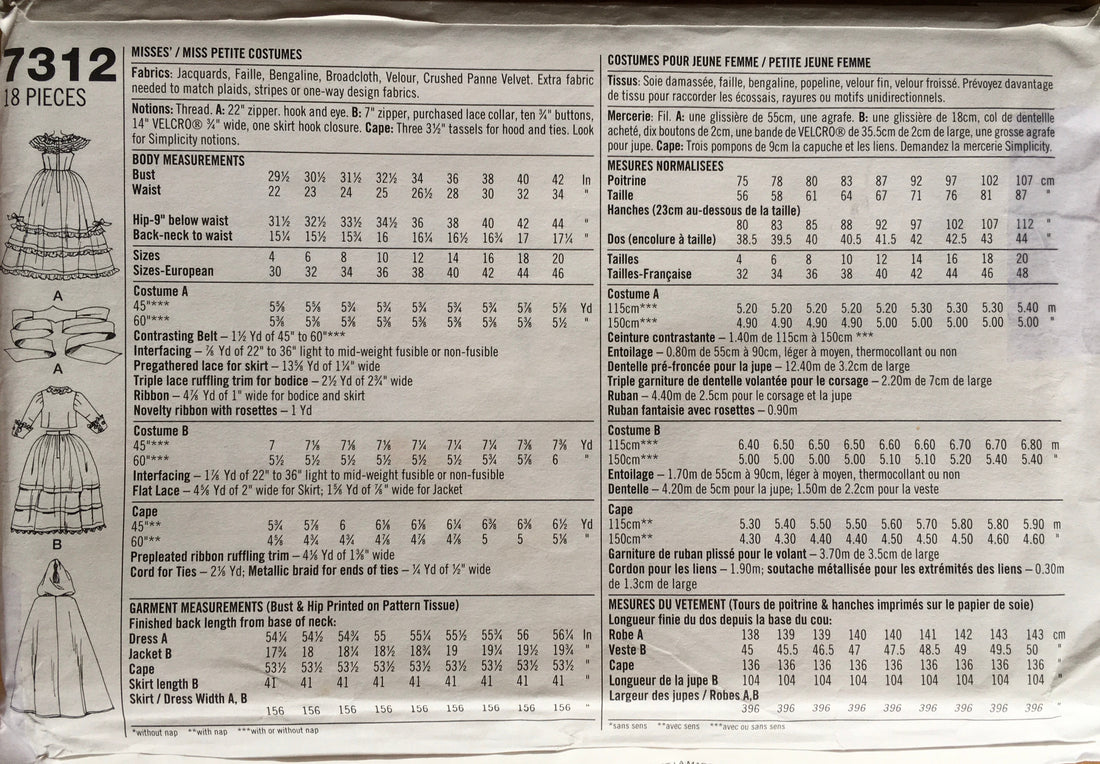 7312
18 PIECES
A
A
B
MISSES' / MISS PETITE COSTUMES
Fabrics: Jacquards, Faille, Bengaline, Broadcloth, Velour, Crushed Panne Velvet. Extra fabric
needed to match plaids, stripes or one-way design fabrics.
Notions: Thread. A: 22" zipper. hook and eye. B: 7" zipper, purchased lace collar, ten ¾" buttons,
14" VELCRO® ¾" wide, one skirt hook closure. Cape: Three 3½" tassels for hood and ties. Look
for Simplicity notions.
BODY MEASUREMENTS
Bust 29½ 30½ 31½ 32½ 34 36 38 40 42 In
Waist 22 23 24 25 26½ 28 30 32 34 "
Hip-9" below waist 31½ 32½ 33½ 34½ 36 38 40 42 44 "
Back-neck to waist 15¼ 15½ 15¾ 16 16¼ 16½ 16¾ 17 17¼ "
Sizes 4 6 8 10 12 14 16 18 20
Sizes-European 30 32 34 36 38 40 42 44 46
Costume A
45"*** 5⅝ 5⅝ 5¾ 5¾ 5¾ 5¾ 5¾ 5⅞ 5⅞ Yd
60"*** 5⅜ 5⅜ 5⅜ 5⅜ 5⅜ 5⅜ 5⅜ 5⅜ 5½ "
Contrasting Belt – 1½ Yd of 45" to 60"***
Interfacing – ⅞ Yd of 22" to 36" light to mid-weight fusible or non-fusible
Pregathered lace for skirt – 13⅝ Yd of 1¼" wide
Triple lace ruffling trim for bodice – 2½ Yd of 2¾" wide
Ribbon – 4⅞ Yd of 1" wide for bodice and skirt
Novelty ribbon with rosettes – 1 Yd
Costume B
45"*** 7 7⅛ 7⅛ 7⅛ 7¼ 7¼ 7¼ 7⅜ 7⅜ Yd
60"*** 5½ 5½ 5½ 5½ 5½ 5½ 5¾ 5⅞ 6 "
Interfacing – 1⅞ Yd of 22" to 36" light to mid-weight fusible or non-fusible
Flat Lace – 4⅝ Yd of 2" wide for Skirt; 1⅝ Yd of ⅞" wide for Jacket
Cape
45"** 5¾ 5⅞ 6 6⅛ 6⅛ 6¼ 6⅜ 6⅜ 6½ Yd
60"** 4⅝ 4¾ 4¾ 4⅞ 4⅞ 4⅞ 5 5 5⅛ "
Prepleated ribbon ruffling trim – 4⅛ Yd of 1⅜" wide
Cord for Ties – 2⅛ Yd; Metallic braid for ends of ties – ¼ Yd of ½" wide
GARMENT MEASUREMENTS (Bust & Hip Printed on Pattern Tissue)
Finished back length from base of neck:
Dress A 54¼ 54½ 54¾ 55 55¼ 55½ 55¾ 56 56¼ In
Jacket B 17¾ 18 18¼ 18½ 18¾ 19 19¼ 19½ 19¾ "
Cape 53½ 53½ 53½ 53½ 53½ 53½ 53½ 53½ 53½ "
Skirt length B 41 41 41 41 41 41 41 41 41 "
Skirt / Dress Width A, B
156 156 156 156 156 156 156 156 156 "
*without nap **with nap ***with or without nap
COSTUMES POUR JEUNE FEMME / PETITE JEUNE FEMME
Tissus: Soie damassée, faille, bengaline, popeline, velour fin, velour froissé. Prévoyez davantage
de tissu pour raccorder les écossais, rayures ou motifs unidirectionnels.
Mercerie: Fil. A: une glissière de 55cm, une agrafe. B: une glissière de 18cm, col de dentellle
acheté, dix boutons de 2cm, une bande de VELCRO® de 35.5cm de 2cm de large, une grosse agrafe
pour jupe. Cape: Trois pompons de 9cm la capuche et les liens. Demandez la mercerie Simplicity.
MESURES NORMALISEES
Poitrine 75 78 80 83 87 92 97 102 107 cm
Taille 56 58 61 64 67 71 76 81 87 "
Hanches (23cm au-dessous de la taille)
80 83 85 88 92 97 102 107 112 "
Dos (encolure à taille) 38.5 39.5 40 40.5 41.5 42 42.5 43 44 "
Tailles 4 6 8 10 12 14 16 18 20
Tailles-Française 32 34 36 38 40 42 44 46 48
Costume A
115cm*** 5.20 5.20 5.20 5.20 5.20 5.30 5.30 5.30 5.40 m
150cm*** 4.90 4.90 4.90 4.90 5.00 5.00 5.00 5.00 5.00 "
Ceinture contrastante – 1.40m de 115cm à 150cm ***
Entoilage – 0.80m de 55cm à 90cm, léger à moyen, thermocollant ou non
Dentelle pré-froncée pour la jupe – 12.40m de 3.2cm de large
Triple garniture de dentelle volantée pour le corsage – 2.20m de 7cm de large
Ruban – 4.40m de 2.5cm pour le corsage et la jupe
Ruban fantaisie avec rosettes – 0.90m
Costume B
115cm*** 6.40 6.50 6.50 6.50 6.60 6.60 6.70 6.70 6.80 m
150cm*** 5.00 5.00 5.00 5.00 5.10 5.10 5.20 5.40 5.40 "
Entoilage – 1.70m de 55cm à 90cm, léger à moyen, thermocollant ou non
Dentelle – 4.20m de 5cm pour la jupe; 1.50m de 2.2cm pour la veste
Cape
115cm** 5.30 5.40 5.50 5.50 5.60 5.70 5.80 5.80 5.90 m
150cm** 4.30 4.30 4.40 4.40 4.50 4.50 4.50 4.60 4.60 "
Garniture de ruban plissé pour le volant – 3.70m de 3.5cm de large
Cordon pour les liens – 1.90m; soutache métallisée pour les extrémités des liens – 0.30m
de 1.3cm de large
MESURES DU VETEMENT (Tours de poitrine & hanches imprimés sur le papier de soie)
Longueur finie du dos depuis la base du cou:
Robe A 138 139 139 140 140 141 142 143 143 cm
Veste B 45 45.5 46.5 47 47.5 48.5 49 49.5 50 "
Cape 136 136 136 136 136 136 136 136 136 "
Longueur de la jupe B 104 104 104 104 104 104 104 104 104 "
Largeur des jupes / Robes A,B
396 396 396 396 396 396 396 396 396 "
*sans sens **avec sens ***avec ou sans sens